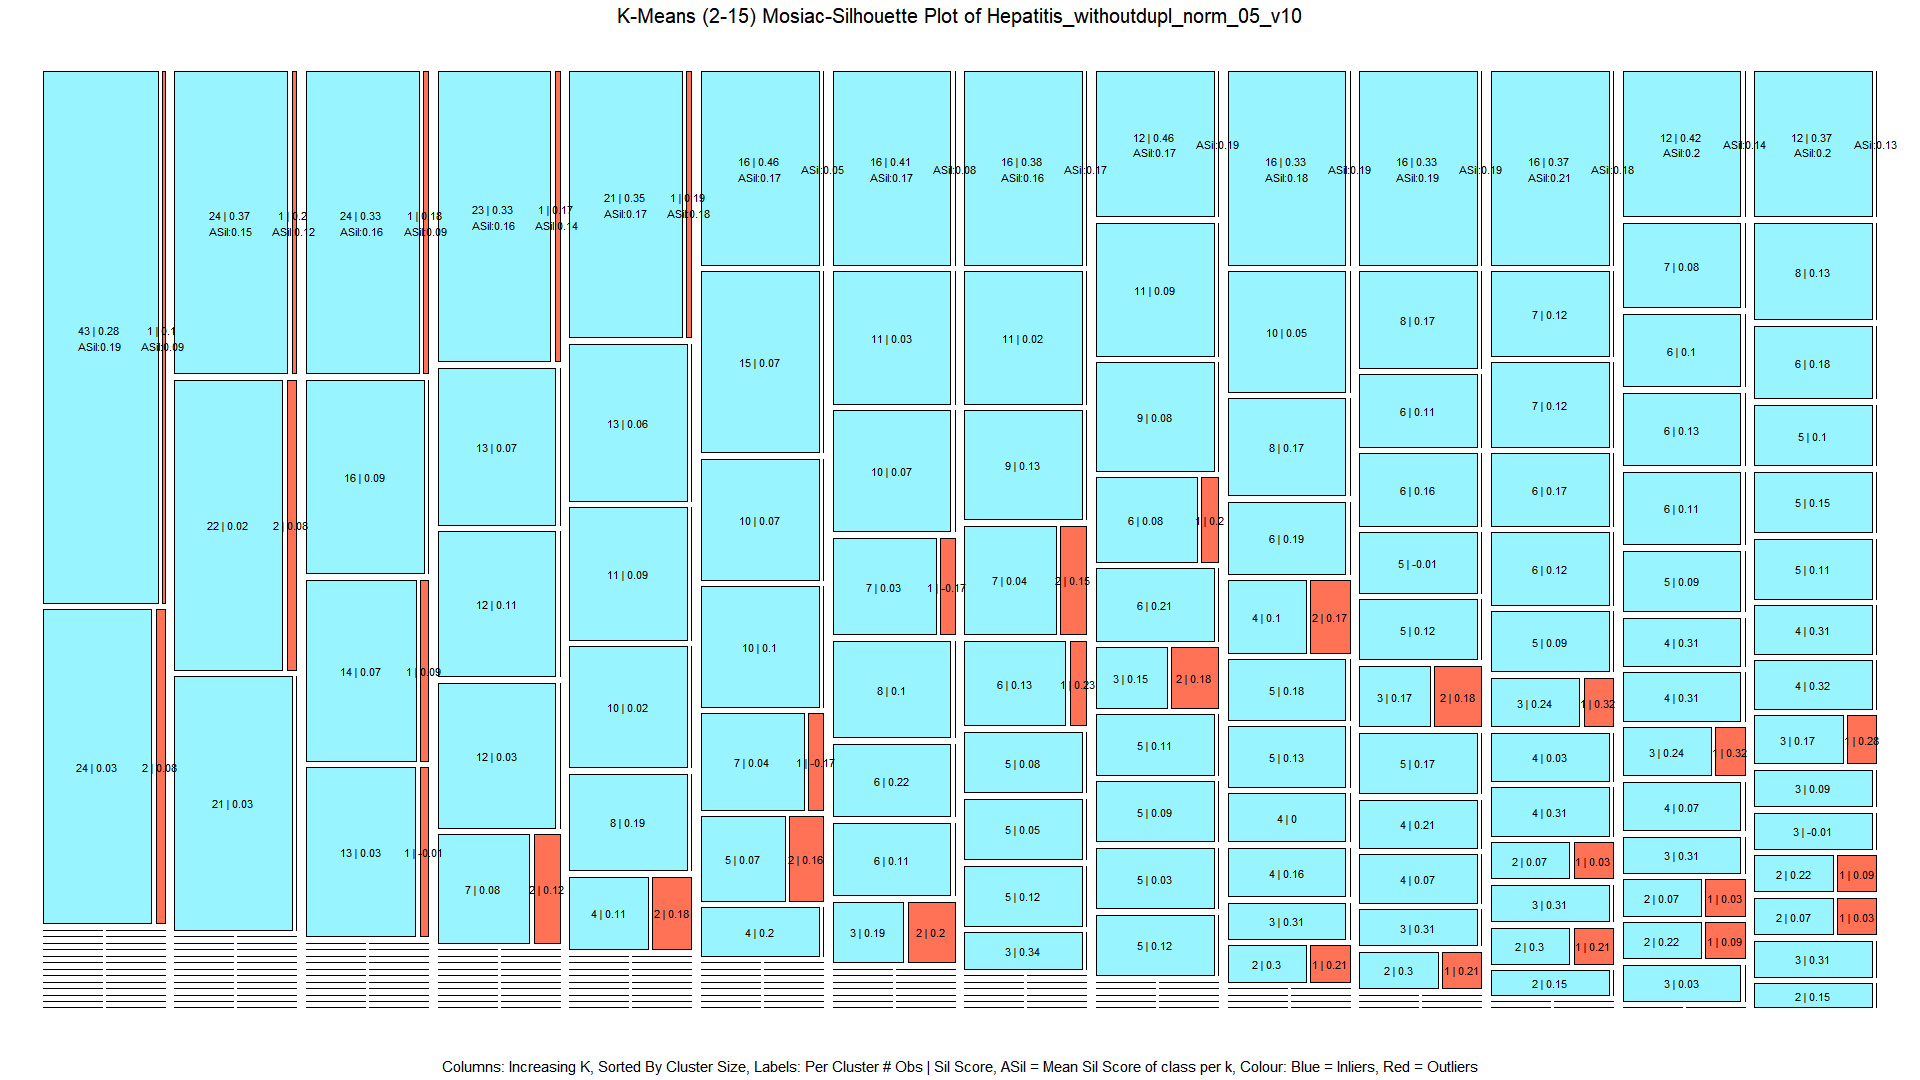 K-Means (2-15) Mosiac-Silhouette Plot of Hepatitis_withoutdupl_norm_05_v10
43 | 0.28
ASil:0.19
1 | 0.1
ASil:0.09
24 | 0.03
2 | 0.08
24 | 0.37
ASil:0.15
1 | 0.2
ASil:0.12
22 | 0.02
2 | 0.08
21 | 0.03
24 | 0.33
ASil:0.16
1 | 0.18
ASil:0.09
16 | 0.09
14 | 0.07
1 | 0.09
13 | 0.03
1 | -0.01
23 | 0.33
ASil:0.16
1 | 0.17
ASil:0.14
13 | 0.07
12 | 0.11
12 | 0.03
7 | 0.08
2 | 0.12
21 | 0.35
ASil:0.17
1 | 0.19
ASil:0.18
13 | 0.06
11 | 0.09
10 | 0.02
8 | 0.19
4 | 0.11
2 | 0.18
16 | 0.46
ASil:0.17
ASil:0.05
15 | 0.07
10 | 0.07
10 | 0.1
7 | 0.04
1 | -0.17
5 | 0.07
2 | 0.16
4 | 0.2
16 | 0.41
ASil:0.17
ASil:0.08
11 | 0.03
10 | 0.07
7 | 0.03
1 | -0.17
8 | 0.1
6 | 0.22
6 | 0.11
3 | 0.19
2 | 0.2
16 | 0.38
ASil:0.16
ASil:0.17
11 | 0.02
9 | 0.13
7 | 0.04
2 | 0.15
6 | 0.13
1 | 0.23
5 | 0.08
5 | 0.05
5 | 0.12
3 | 0.34
12 | 0.46
ASil:0.17
ASil:0.19
11 | 0.09
9 | 0.08
6 | 0.08
1 | 0.2
6 | 0.21
3 | 0.15
2 | 0.18
5 | 0.11
5 | 0.09
5 | 0.03
5 | 0.12
16 | 0.33
ASil:0.18
ASil:0.19
10 | 0.05
8 | 0.17
6 | 0.19
4 | 0.1
2 | 0.17
5 | 0.18
5 | 0.13
4 | 0
4 | 0.16
3 | 0.31
2 | 0.3
1 | 0.21
16 | 0.33
ASil:0.19
ASil:0.19
8 | 0.17
6 | 0.11
6 | 0.16
5 | -0.01
5 | 0.12
3 | 0.17
2 | 0.18
5 | 0.17
4 | 0.21
4 | 0.07
3 | 0.31
2 | 0.3
1 | 0.21
16 | 0.37
ASil:0.21
ASil:0.18
7 | 0.12
7 | 0.12
6 | 0.17
6 | 0.12
5 | 0.09
3 | 0.24
1 | 0.32
4 | 0.03
4 | 0.31
2 | 0.07
1 | 0.03
3 | 0.31
2 | 0.3
1 | 0.21
2 | 0.15
12 | 0.42
ASil:0.2
ASil:0.14
7 | 0.08
6 | 0.1
6 | 0.13
6 | 0.11
5 | 0.09
4 | 0.31
4 | 0.31
3 | 0.24
1 | 0.32
4 | 0.07
3 | 0.31
2 | 0.07
1 | 0.03
2 | 0.22
1 | 0.09
3 | 0.03
12 | 0.37
ASil:0.2
ASil:0.13
8 | 0.13
6 | 0.18
5 | 0.1
5 | 0.15
5 | 0.11
4 | 0.31
4 | 0.32
3 | 0.17
1 | 0.28
3 | 0.09
3 | -0.01
2 | 0.22
1 | 0.09
2 | 0.07
1 | 0.03
3 | 0.31
2 | 0.15
Columns: Increasing K, Sorted By Cluster Size, Labels: Per Cluster # Obs | Sil Score, ASil = Mean Sil Score of class per k, Colour: Blue = Inliers, Red = Outliers